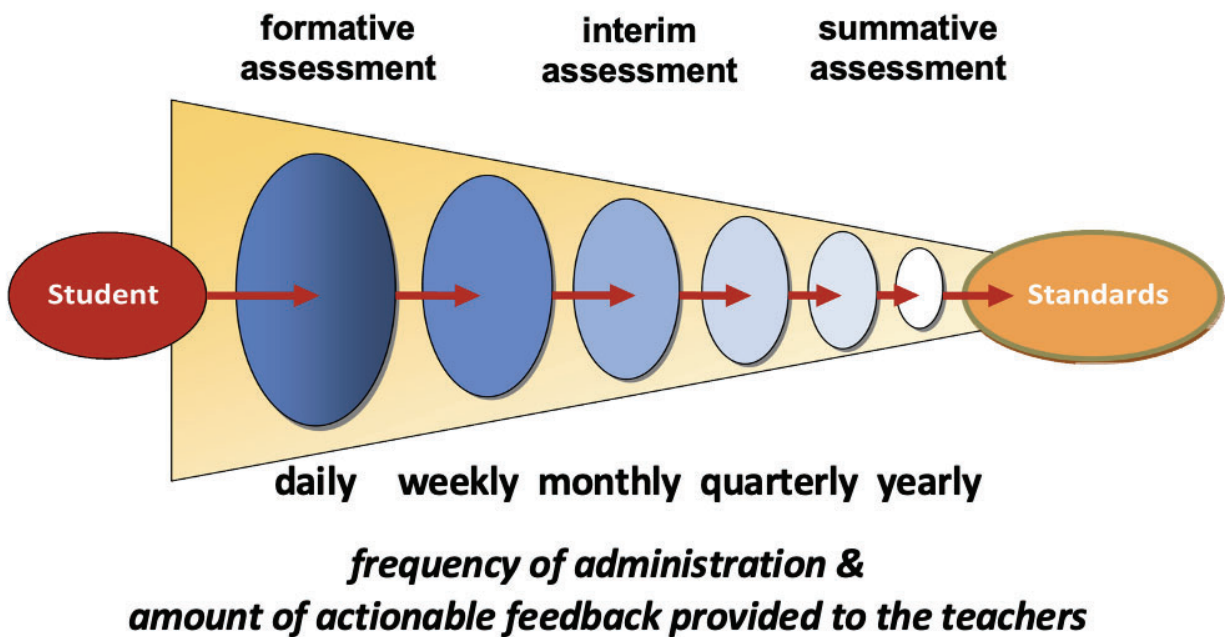 formative
assessment
interim
assessment
summative
assessment
Student
Standards
daily weekly monthly quarterly yearly
frequency of administration &
amount of actionable feedback provided to the teachers